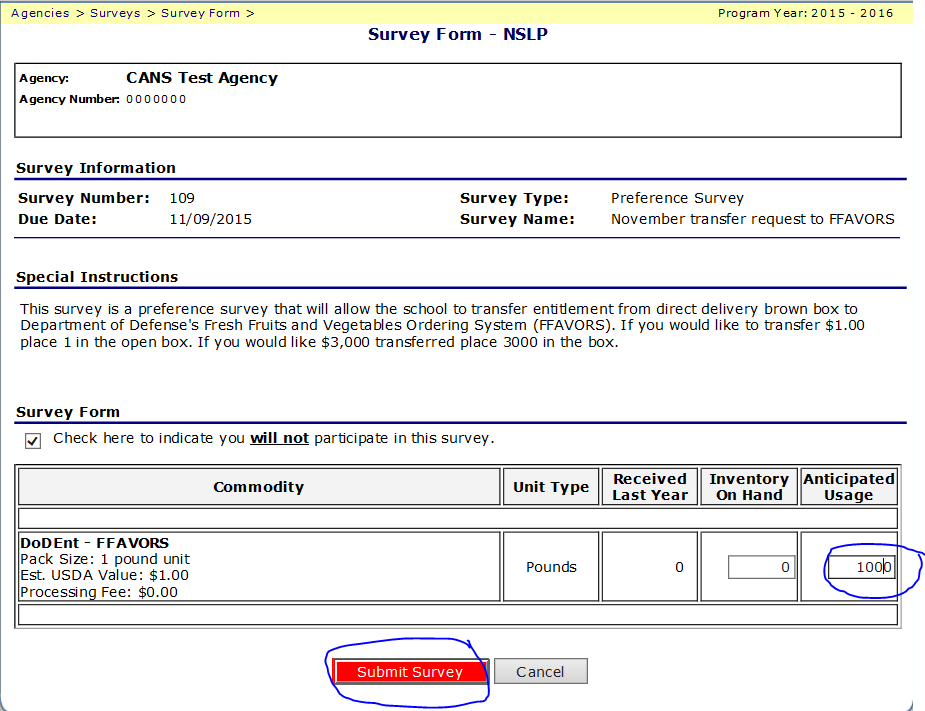 Agencies > Surveys > Survey Form >
Program Year: 2015 - 2016
Survey Form - NSLP
Agency: CANS Test Agency
Agency Number: 0000000
Survey Information
Survey Number: 109
Survey Type: Preference Survey
Due Date: 11/09/2015
Survey Name: November transfer request to FFAVORS
Special Instructions
This survey is a preference survey that will allow the school to transfer entitlement from direct delivery brown box to
Department of Defense's Fresh Fruits and Vegetables Ordering System (FFAVORS). If you would like to transfer $1.00
place 1 in the open box. If you would like $3,000 transferred place 3000 in the box.
Survey Form
Check here to indicate you will not participate in this survey.
Commodity
Unit Type
Received
Last Year
Inventory
On Hand
Anticipated
Usage
DoDEnt - FFAVORS
Pack Size: 1 pound unit
Est. USDA Value: $1.00
Processing Fee: $0.00
Pounds
0
0
1000
Submit Survey
Cancel